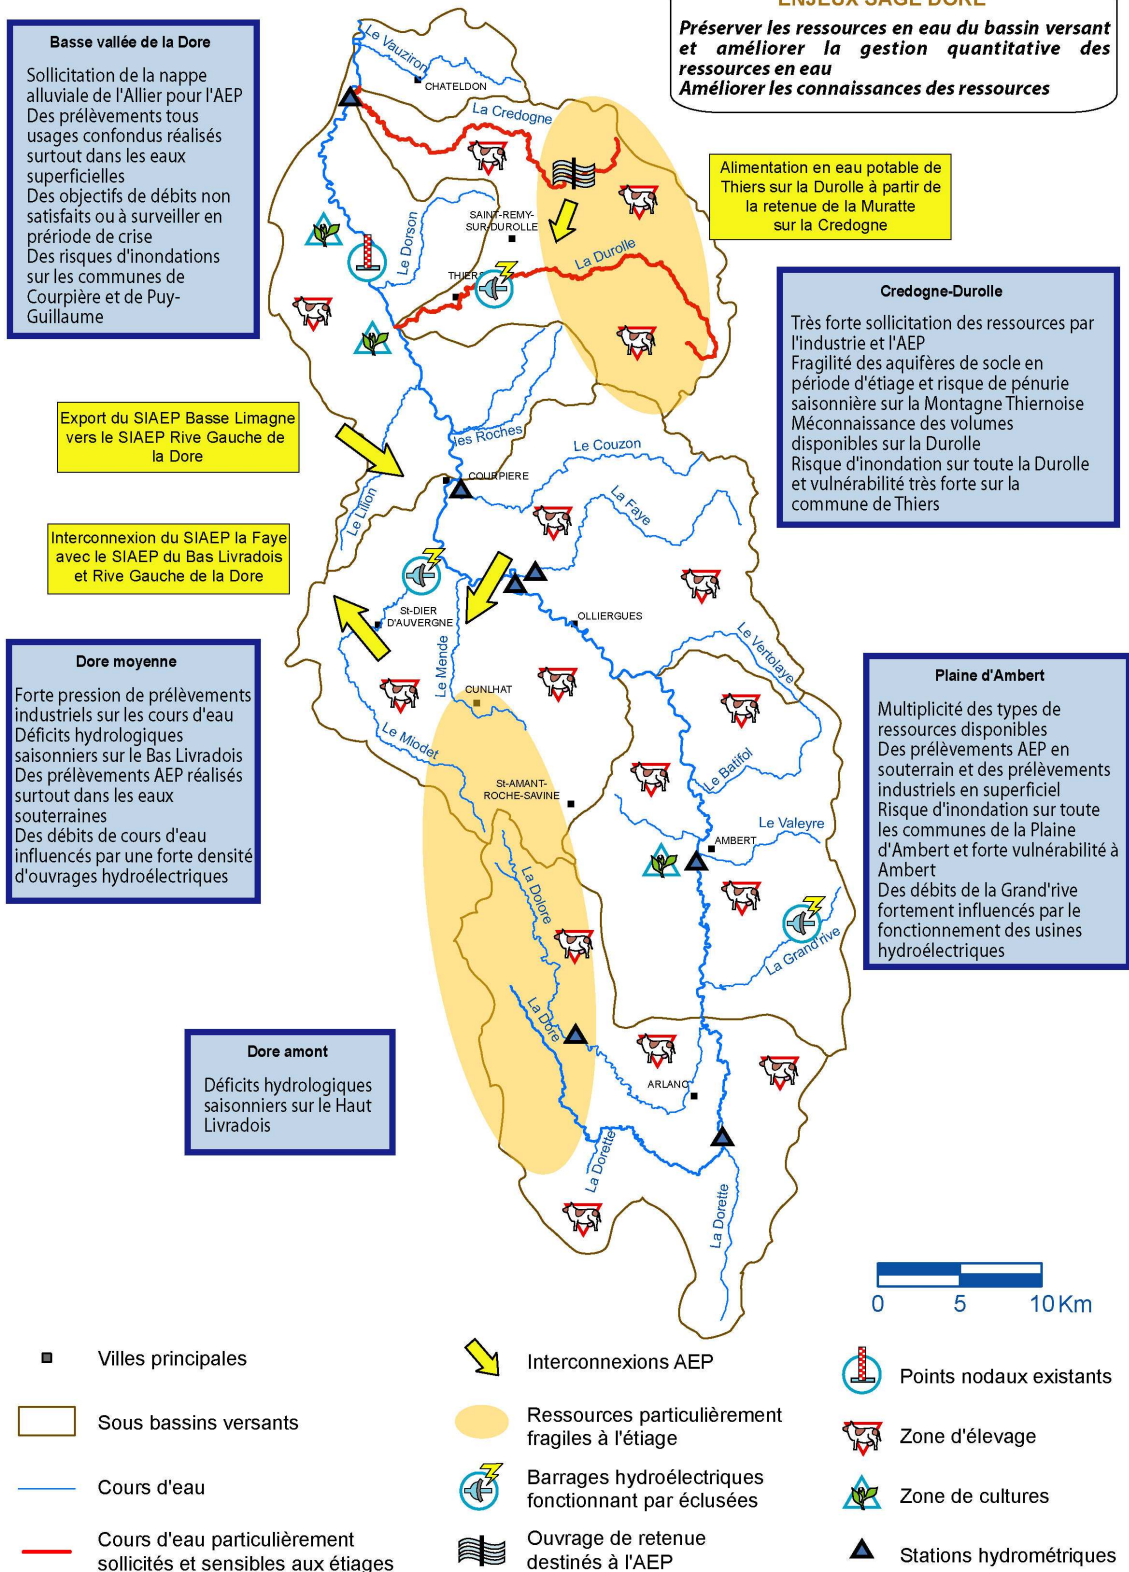 ENJEUX SAGE DORE
Préserver les ressources en eau du bassin versant
et améliorer la gestion quantitative des
ressources en eau
Améliorer les connaissances des ressources
Basse vallée de la Dore
Sollicitation de la nappe
alluviale de l'Allier pour l'AEP
Des prélèvements tous
usages confondus réalisés
surtout dans les eaux
superficielles
Des objectifs de débits non
satisfaits ou à surveiller en
prériode de crise
Des risques d'inondations
sur les communes de
Courpière et de Puy-
Guillaume
Le Vauziron
CHATELDON
La Credogne
Alimentation en eau potable de
Thiers sur la Durolle à partir de
la retenue de la Muratte
sur la Credogne
SAINT-REMY-
SUR-DUROLLE
Le Dorson
La Durolle
THIERS
Credogne-Durolle
Très forte sollicitation des ressources par
l'industrie et l'AEP
Fragilité des aquifères de socle en
période d'étiage et risque de pénurie
saisonnière sur la Montagne Thiernoise
Méconnaissance des volumes
disponibles sur la Durolle
Risque d'inondation sur toute la Durolle
et vulnérabilité très forte sur la
commune de Thiers
Export du SIAEP Basse Limagne
vers le SIAEP Rive Gauche de
la Dore
les Roches
Le Couzon
COURPIERE
Le Lilion
La Faye
Interconnexion du SIAEP la Faye
avec le SIAEP du Bas Livradois
et Rive Gauche de la Dore
St-DIER
D'AUVERGNE
OLLIERGUES
Le Mende
Le Vertolaye
Dore moyenne
Forte pression de prélèvements
industriels sur les cours d'eau
Déficits hydrologiques
saisonniers sur le Bas Livradois
Des prélèvements AEP réalisés
surtout dans les eaux
souterraines
Des débits de cours d'eau
influencés par une forte densité
d'ouvrages hydroélectriques
CUNLHAT
Le Miodet
Le Batifol
St-AMANT-
ROCHE-SAVINE
Le Valeyre
AMBERT
Plaine d'Ambert
Multiplicité des types de
ressources disponibles
Des prélèvements AEP en
souterrain et des prélèvements
industriels en superficiel
Risque d'inondation sur toute
les communes de la Plaine
d'Ambert et forte vulnérabilité à
Ambert
Des débits de la Grand'rive
fortement influencés par le
fonctionnement des usines
hydroélectriques
La Dolore
La Grand'rive
La Dore
Dore amont
Déficits hydrologiques
saisonniers sur le Haut
Livradois
ARLANC
La Dorette
La Dorette
0 5 10 Km
Villes principales
Sous bassins versants
Cours d'eau
Cours d'eau particulièrement
sollicités et sensibles aux étiages
Interconnexions AEP
Ressources particulièrement
fragiles à l'étiage
Barrages hydroélectriques
fonctionnant par éclusées
Ouvrage de retenue
destinés à l'AEP
Points nodaux existants
Zone d'élevage
Zone de cultures
Stations hydrométriques